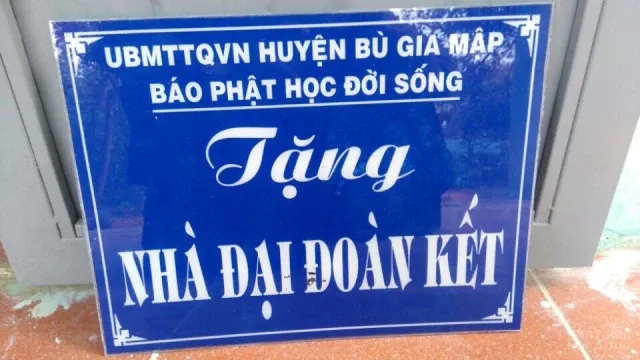 UBMTTQVN HUYỆN BÙ GIA MẬP
BÁO PHẬT HỌC ĐỜI SỐNG
Tặng
NHÀ ĐẠI ĐOÀN KẾT